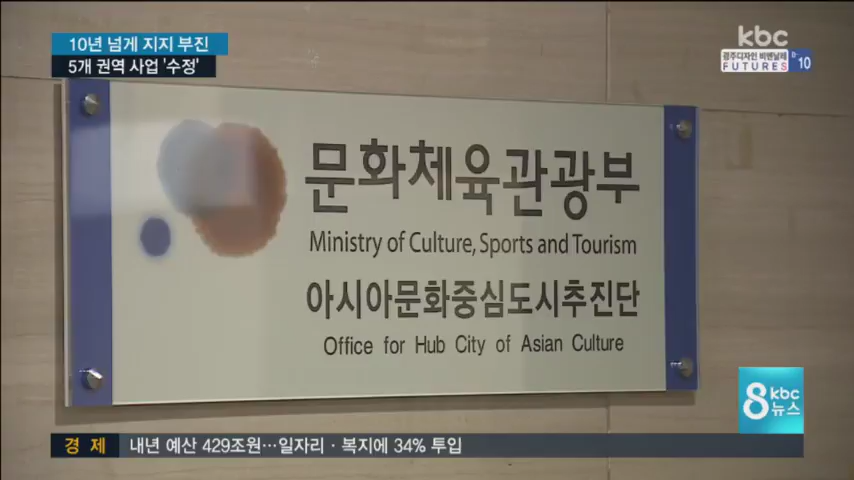 10년 넘게 지지 부진
5개 권역 사업 '수정'
kbc
광주디자인 비엔날레
FUTURES
D-10
문화체육관광부
Ministry of Culture, Sports and Tourism
아시아문화중심도시추진단
Office for Hub City of Asian Culture
8 kbc 뉴스
경 제 내년 예산 429조원…일자리·복지에 34% 투입